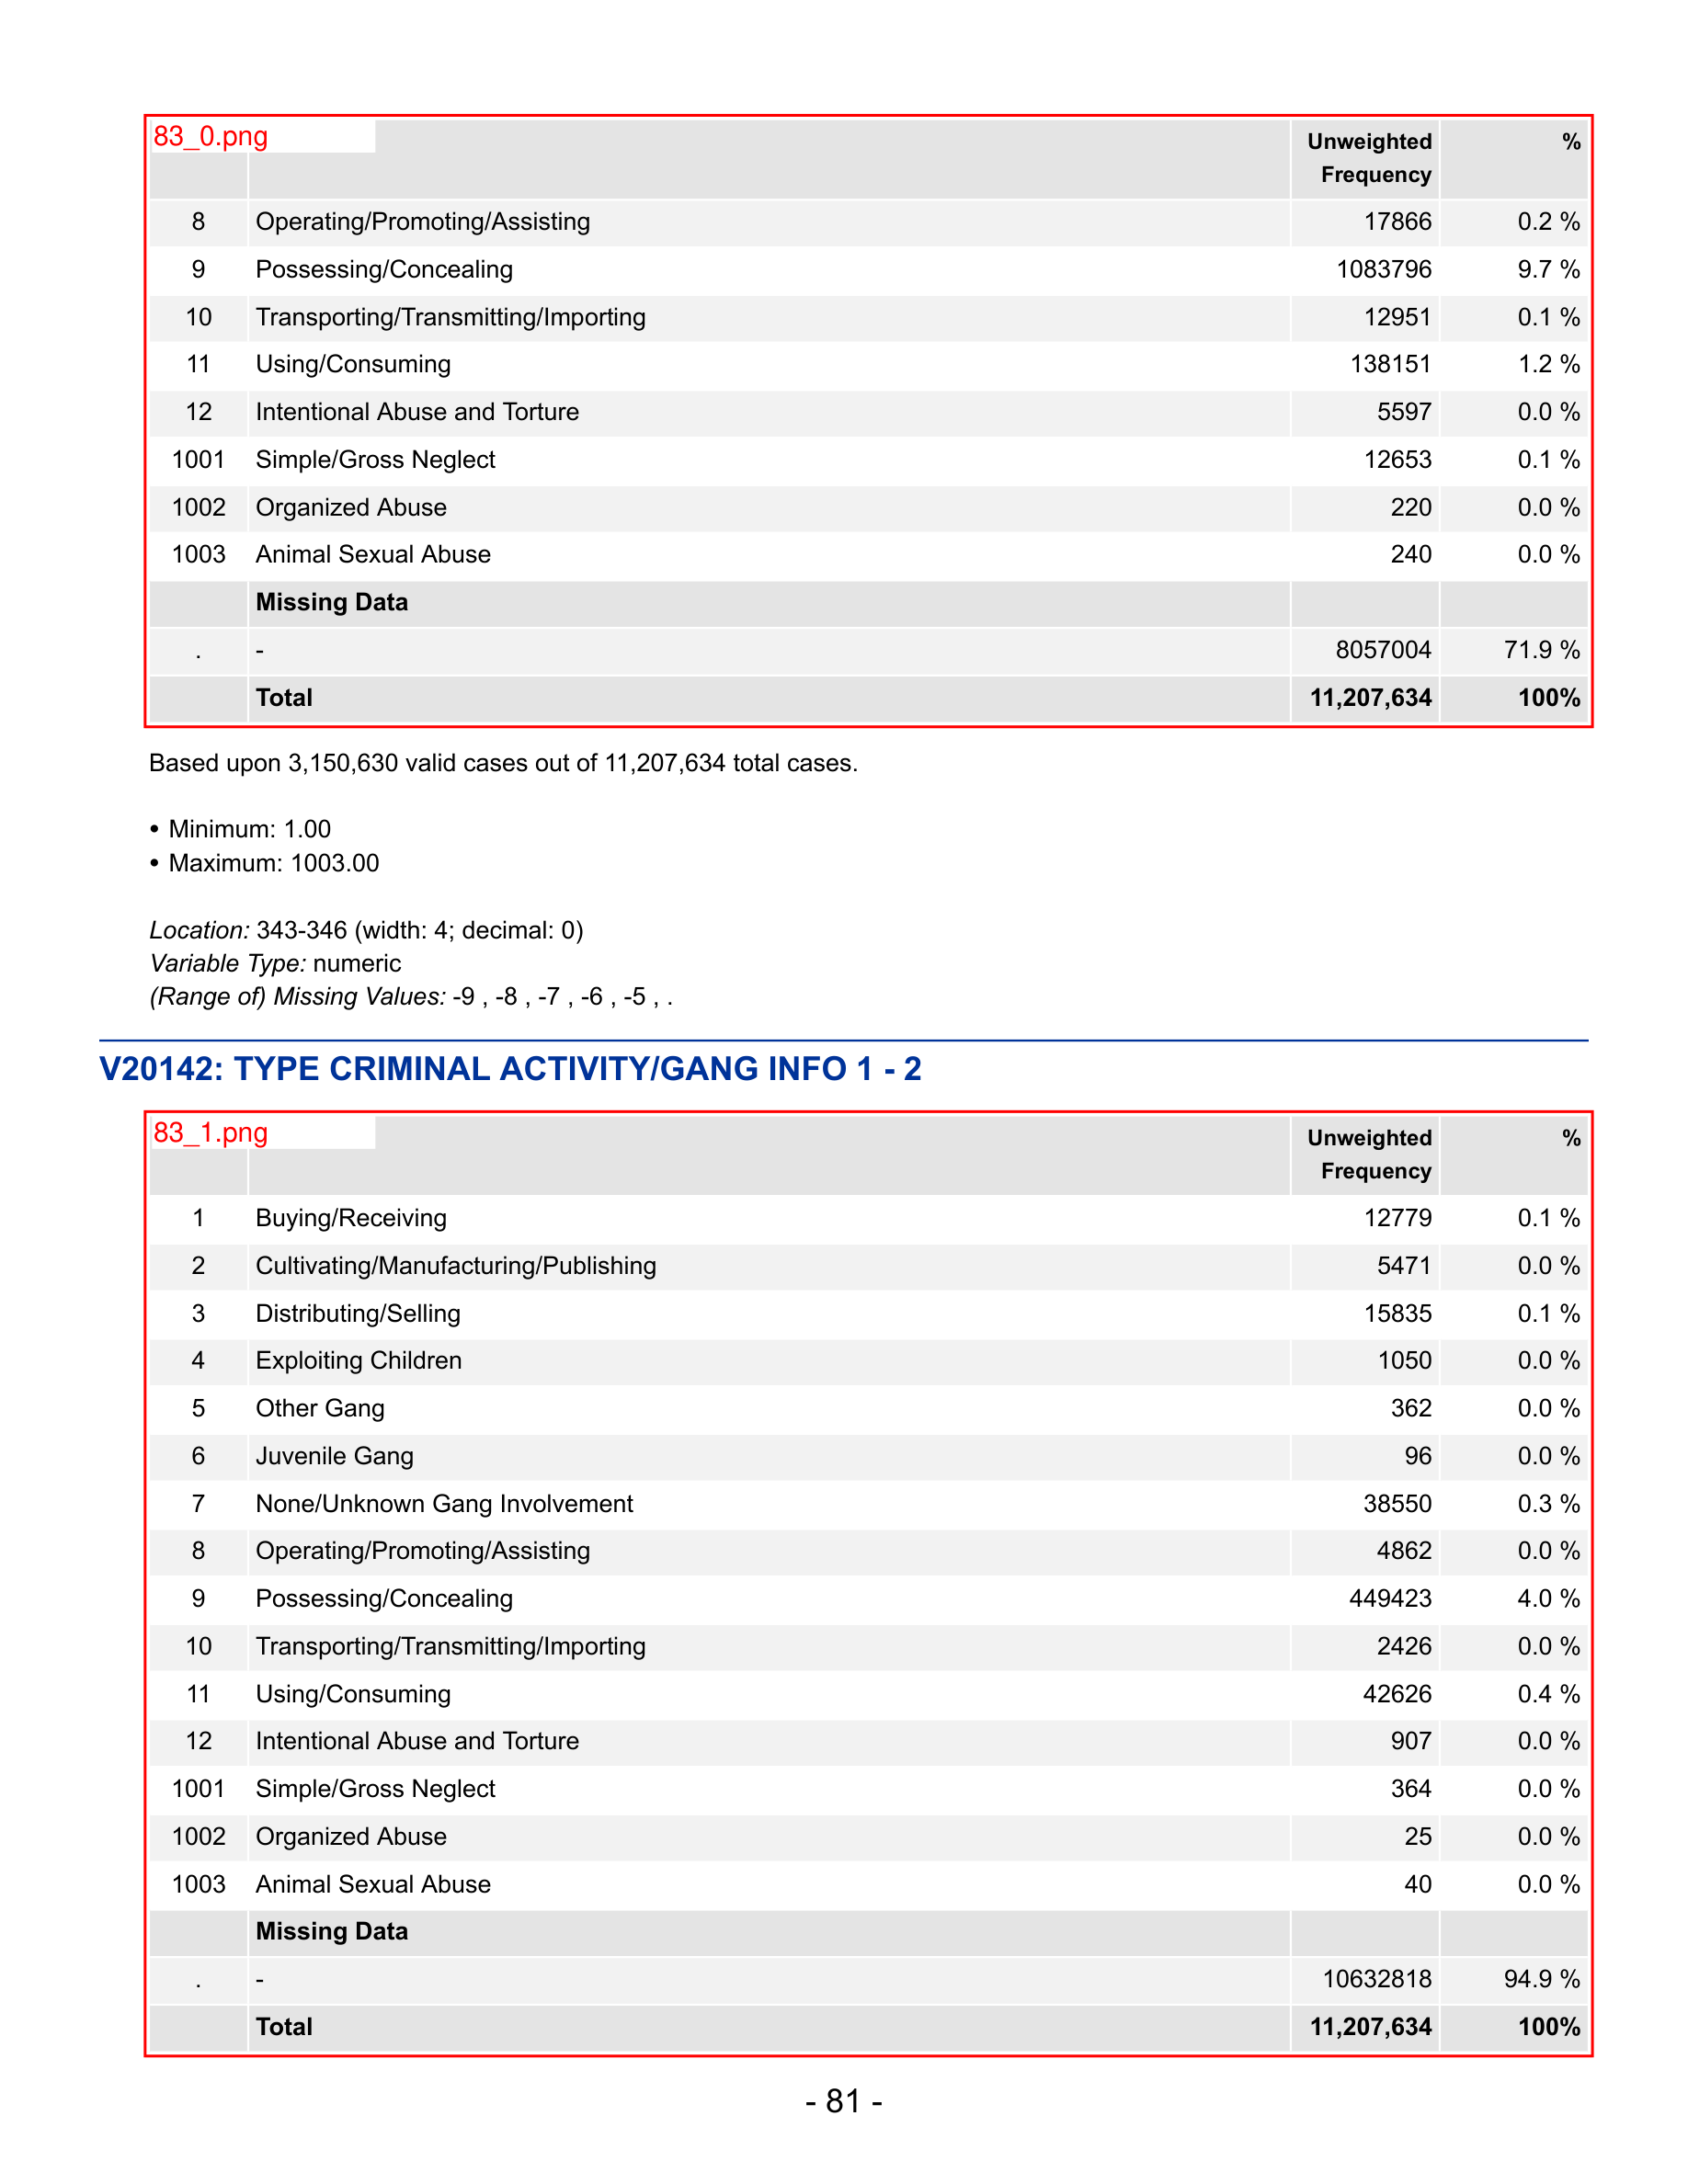 83_0.png
Unweighted Frequency %
8 Operating/Promoting/Assisting 17866 0.2 %
9 Possessing/Concealing 1083796 9.7 %
10 Transporting/Transmitting/Importing 12951 0.1 %
11 Using/Consuming 138151 1.2 %
12 Intentional Abuse and Torture 5597 0.0 %
1001 Simple/Gross Neglect 12653 0.1 %
1002 Organized Abuse 220 0.0 %
1003 Animal Sexual Abuse 240 0.0 %
Missing Data
. - 8057004 71.9 %
Total 11,207,634 100%
Based upon 3,150,630 valid cases out of 11,207,634 total cases.
• Minimum: 1.00
• Maximum: 1003.00
Location: 343-346 (width: 4; decimal: 0)
Variable Type: numeric
(Range of) Missing Values: -9 , -8 , -7 , -6 , -5 , .
V20142: TYPE CRIMINAL ACTIVITY/GANG INFO 1 - 2
83_1.png
Unweighted Frequency %
1 Buying/Receiving 12779 0.1 %
2 Cultivating/Manufacturing/Publishing 5471 0.0 %
3 Distributing/Selling 15835 0.1 %
4 Exploiting Children 1050 0.0 %
5 Other Gang 362 0.0 %
6 Juvenile Gang 96 0.0 %
7 None/Unknown Gang Involvement 38550 0.3 %
8 Operating/Promoting/Assisting 4862 0.0 %
9 Possessing/Concealing 449423 4.0 %
10 Transporting/Transmitting/Importing 2426 0.0 %
11 Using/Consuming 42626 0.4 %
12 Intentional Abuse and Torture 907 0.0 %
1001 Simple/Gross Neglect 364 0.0 %
1002 Organized Abuse 25 0.0 %
1003 Animal Sexual Abuse 40 0.0 %
Missing Data
. - 10632818 94.9 %
Total 11,207,634 100%
- 81 -